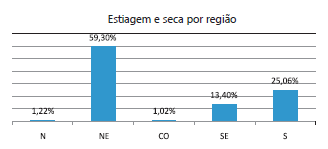 Estiagem e seca por região
59,30%
25,06%
13,40%
1,22%
1,02%
N NE CO SE S